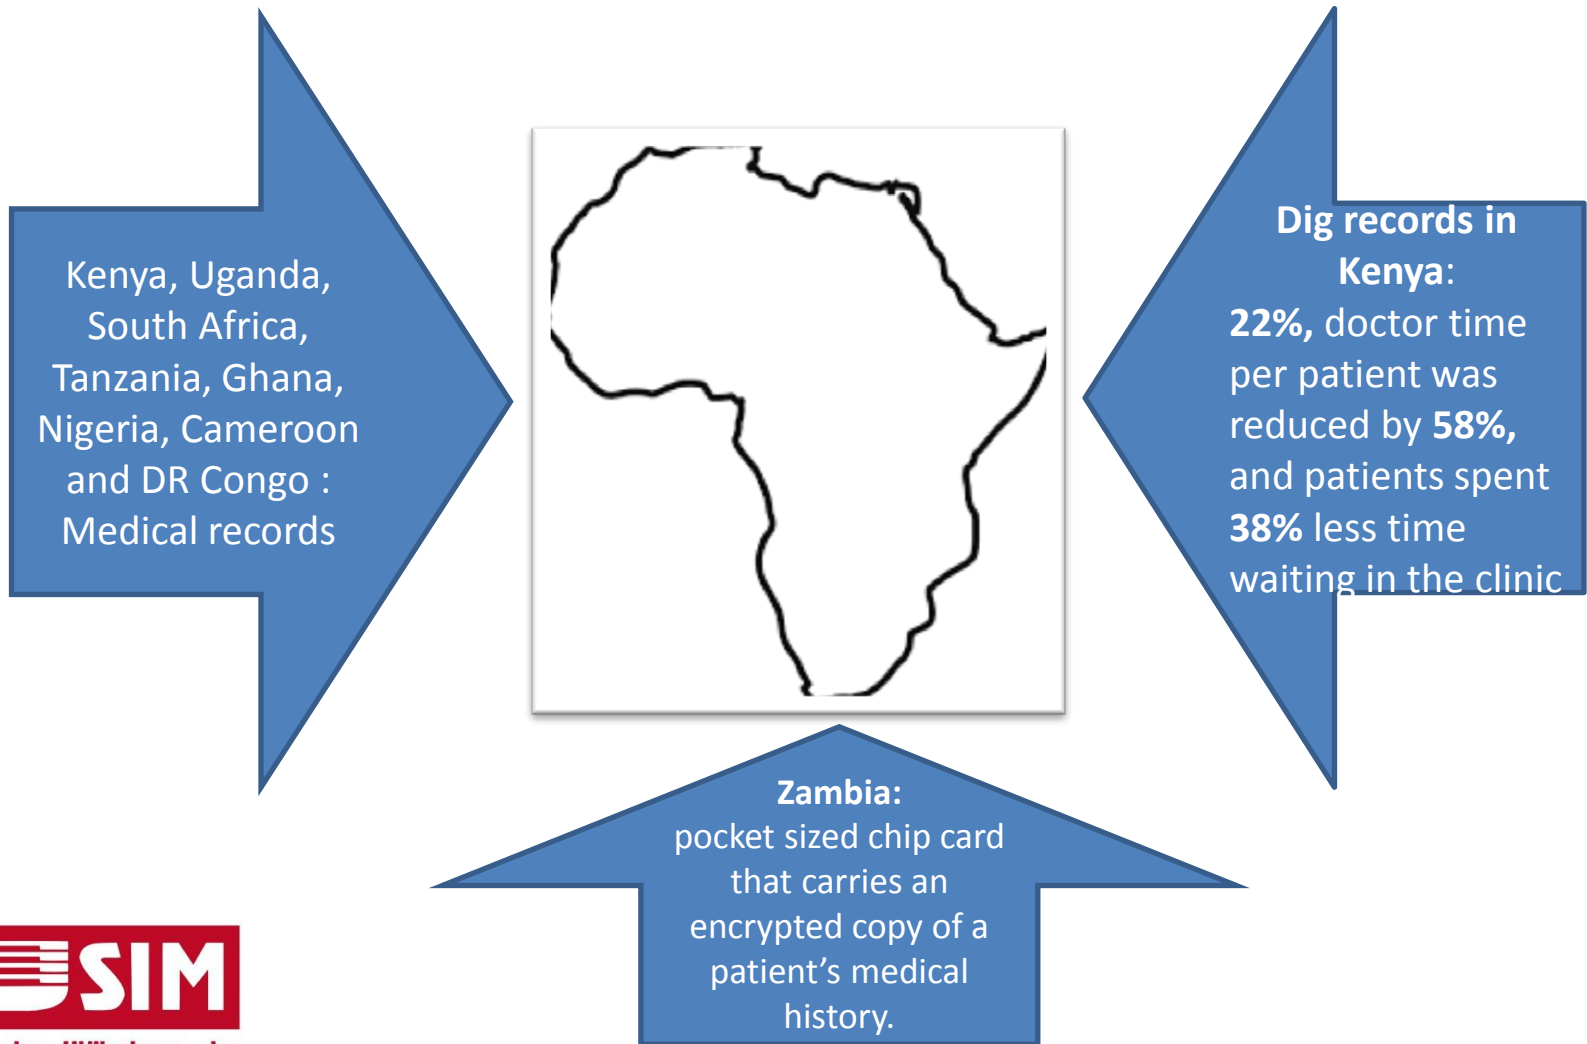 Kenya, Uganda,
South Africa,
Tanzania, Ghana,
Nigeria, Cameroon
and DR Congo :
Medical records
Dig records in
Kenya:
22%, doctor time
per patient was
reduced by 58%,
and patients spent
38% less time
waiting in the clinic
Zambia:
pocket sized chip card
that carries an
encrypted copy of a
patient’s medical
history.
SIM